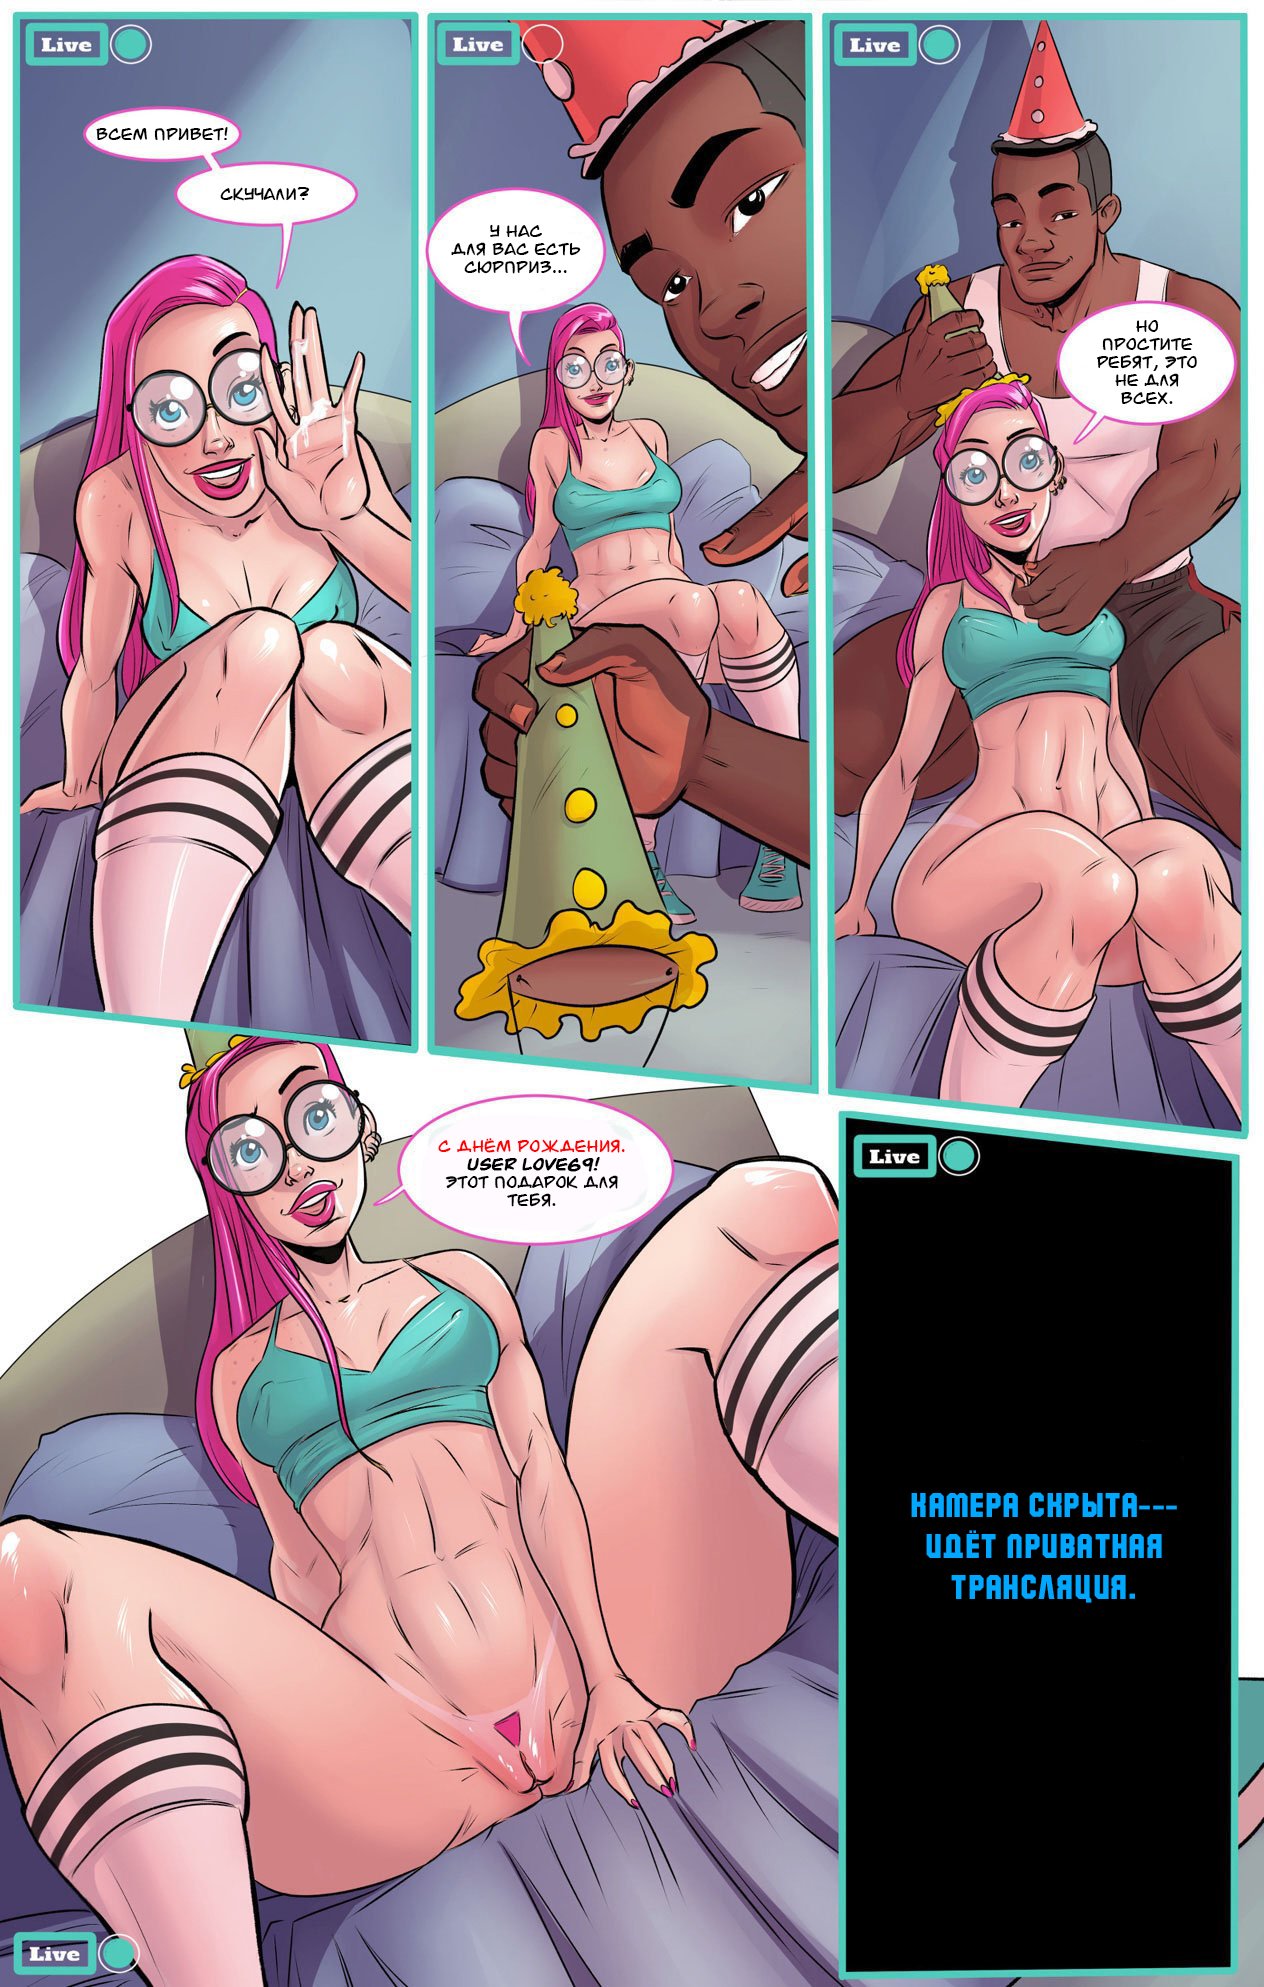 Live
ВСЕМ ПРИВЕТ!
СКУЧАЛИ?
Live
У НАС
ДЛЯ ВАС ЕСТЬ
СЮРПРИЗ...
Live
НО
ПРОСТИТЕ
РЕБЯТ, ЭТО
НЕ ДЛЯ
ВСЕХ.
С ДНЁМ РОЖДЕНИЯ.
USER LOVE69!
ЭТОТ ПОДАРОК ДЛЯ
ТЕБЯ.
Live
Live
КАМЕРА СКРЫТА---
ИДЁТ ПРИВАТНАЯ
ТРАНСЛЯЦИЯ.